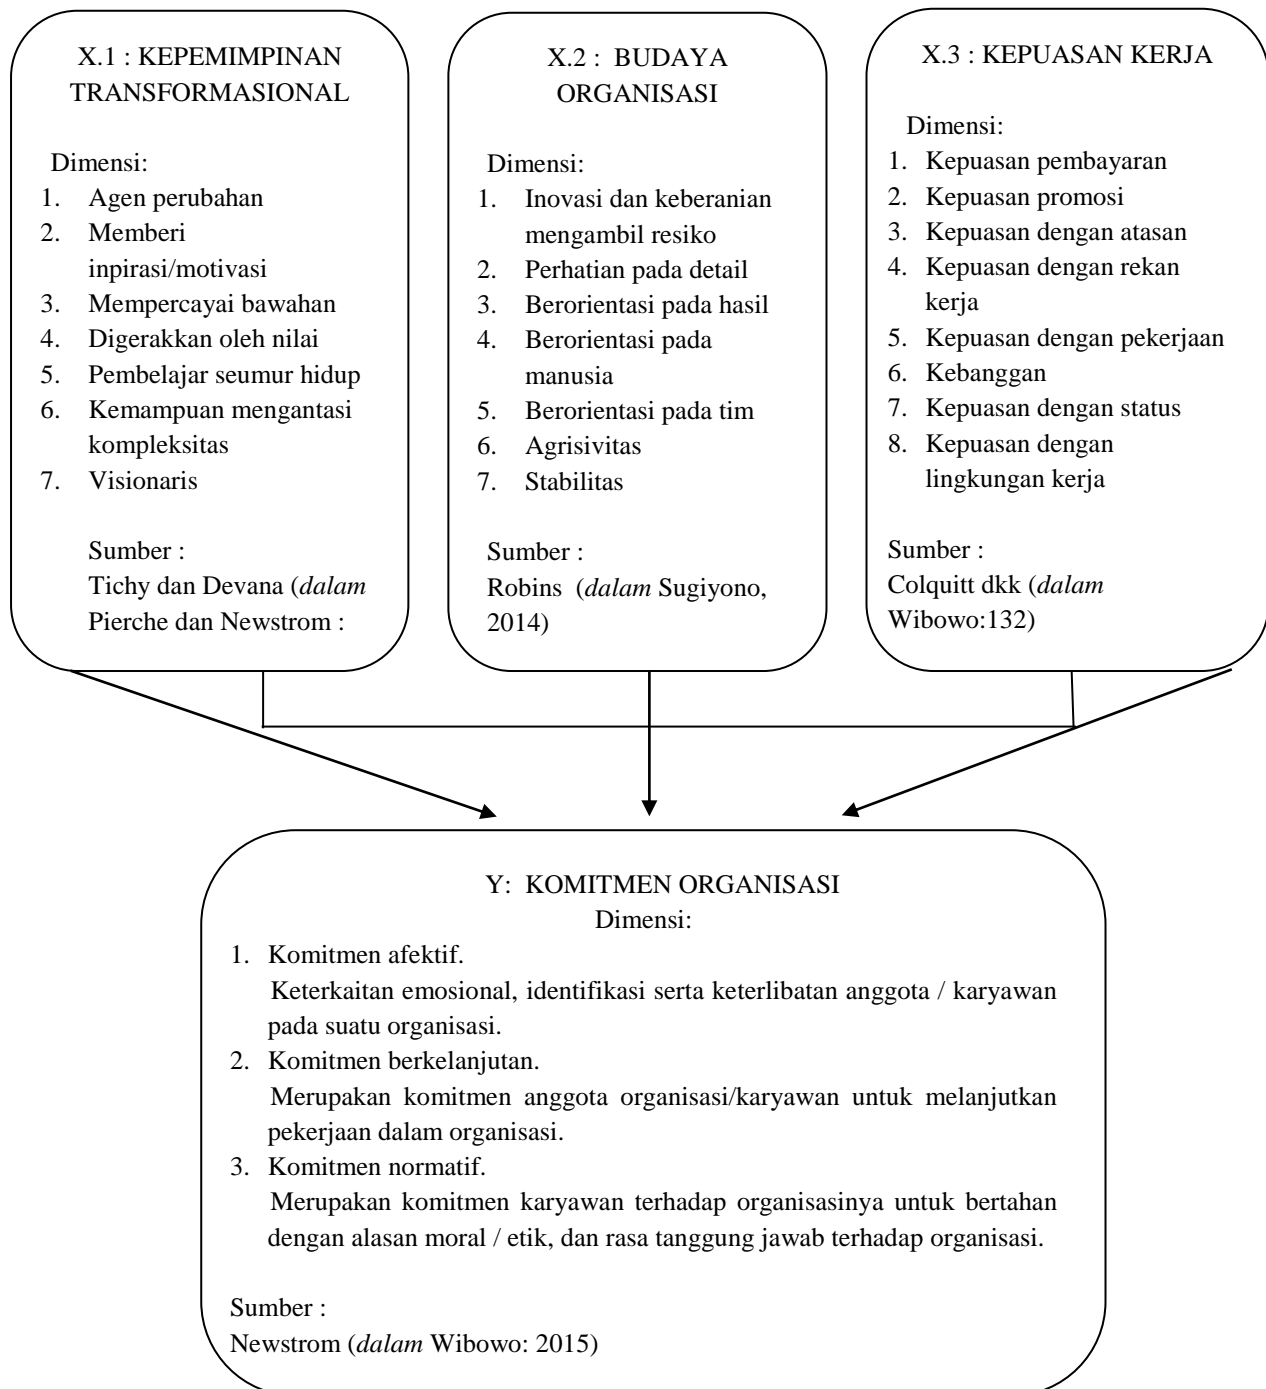 X.1 : KEPEMIMPINAN
TRANSFORMASIONAL
Dimensi:
1. Agen perubahan
2. Memberi
inpirasi/motivasi
3. Mempercayai bawahan
4. Digerakkan oleh nilai
5. Pembelajar seumur hidup
6. Kemampuan mengantasi
kompleksitas
7. Visionaris
Sumber :
Tichy dan Devana (dalam
Pierche dan Newstrom :
X.2 : BUDAYA
ORGANISASI
Dimensi:
1. Inovasi dan keberanian
mengambil resiko
2. Perhatian pada detail
3. Berorientasi pada hasil
4. Berorientasi pada
manusia
5. Berorientasi pada tim
6. Agrisivitas
7. Stabilitas
Sumber :
Robins (dalam Sugiyono,
2014)
X.3 : KEPUASAN KERJA
Dimensi:
1. Kepuasan pembayaran
2. Kepuasan promosi
3. Kepuasan dengan atasan
4. Kepuasan dengan rekan
kerja
5. Kepuasan dengan pekerjaan
6. Kebanggan
7. Kepuasan dengan status
8. Kepuasan dengan
lingkungan kerja
Sumber :
Colquitt dkk (dalam
Wibowo:132)
Y: KOMITMEN ORGANISASI
Dimensi:
1. Komitmen afektif.
Keterkaitan emosional, identifikasi serta keterlibatan anggota / karyawan
pada suatu organisasi.
2. Komitmen berkelanjutan.
Merupakan komitmen anggota organisasi/karyawan untuk melanjutkan
pekerjaan dalam organisasi.
3. Komitmen normatif.
Merupakan komitmen karyawan terhadap organisasinya untuk bertahan
dengan alasan moral / etik, dan rasa tanggung jawab terhadap organisasi.
Sumber :
Newstrom (dalam Wibowo: 2015)